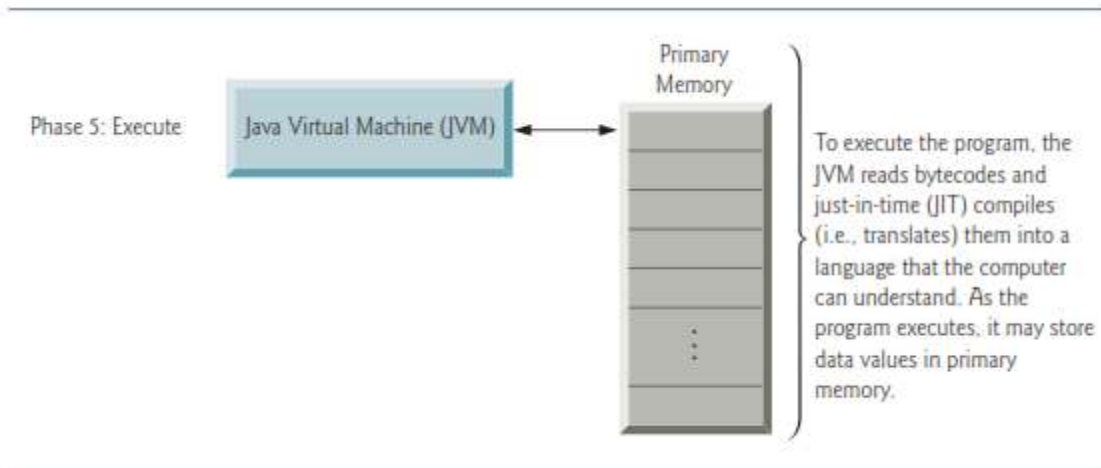 Primary
Memory
Phase 5: Execute
Java Virtual Machine (JVM)
To execute the program, the
JVM reads bytecodes and
just-in-time (JIT) compiles
(i.e., translates) them into a
language that the computer
can understand. As the
program executes, it may store
data values in primary
memory.